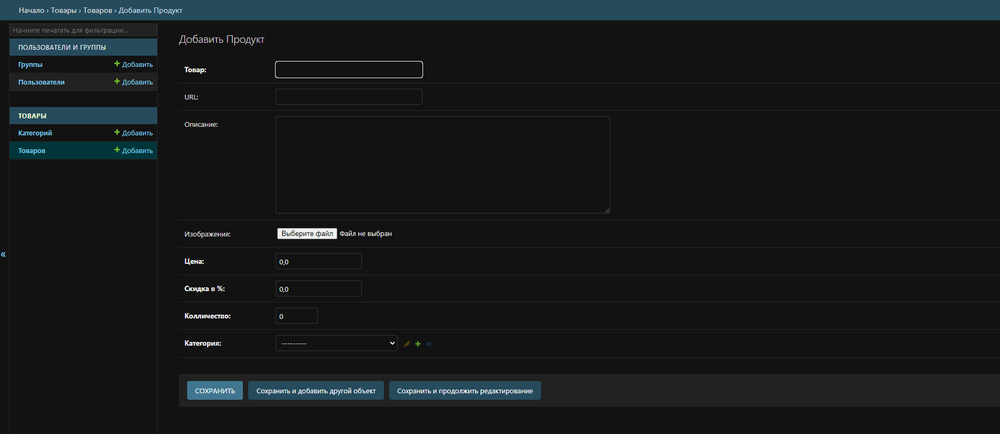 Начало › Товары › Товаров › Добавить Продукт
Начните печатать для фильтрации...
ПОЛЬЗОВАТЕЛИ И ГРУППЫ
Группы + Добавить
Пользователи + Добавить
ТОВАРЫ
Категорий + Добавить
Товаров + Добавить
«
Добавить Продукт
Товар:
URL:
Описание:
Изображения: Выберите файл Файл не выбран
Цена: 0,0
Скидка в %: 0,0
Колличество: 0
Категория: ---------
СОХРАНИТЬ Сохранить и добавить другой объект Сохранить и продолжить редактирование